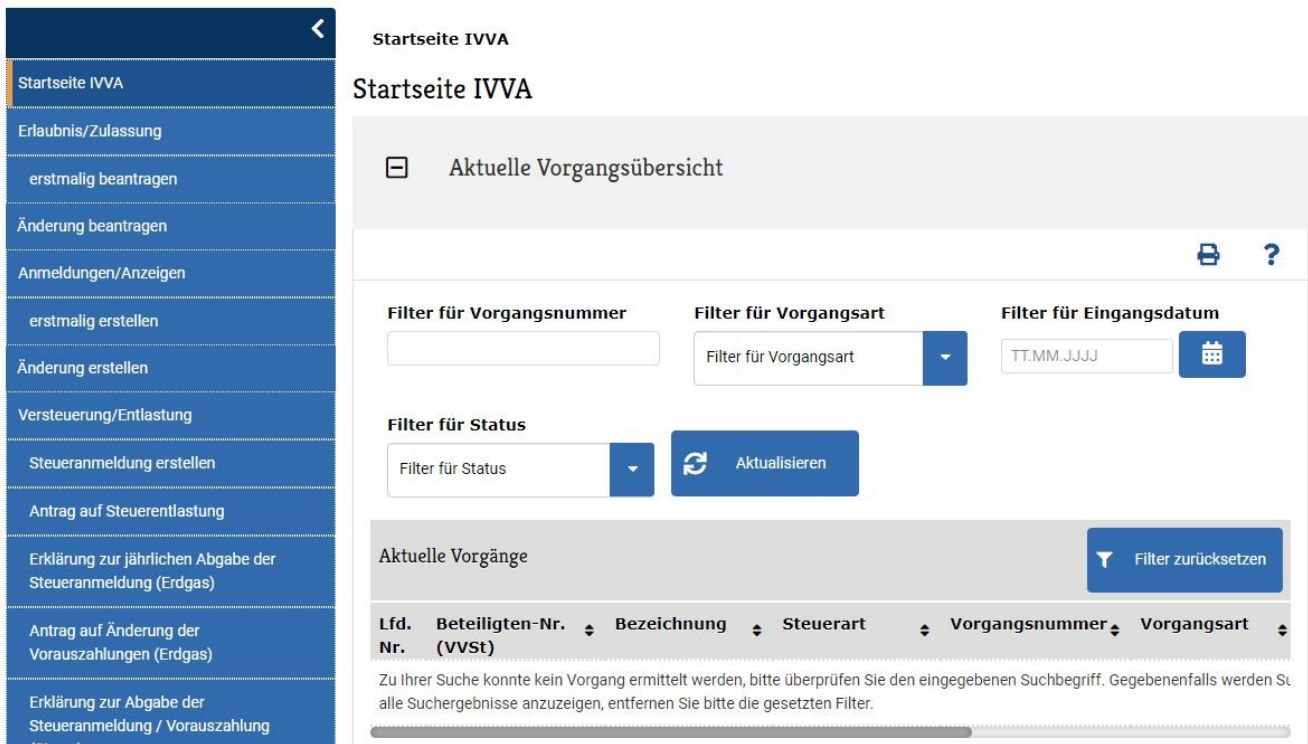 Startseite IVVA
Erlaubnis/Zulassung
erstmalig beantragen
Änderung beantragen
Anmeldungen/Anzeigen
erstmalig erstellen
Änderung erstellen
Versteuerung/Entlastung
Steueranmeldung erstellen
Antrag auf Steuerentlastung
Erklärung zur jährlichen Abgabe der
Steueranmeldung (Erdgas)
Antrag auf Änderung der
Vorauszahlungen (Erdgas)
Erklärung zur Abgabe der
Steueranmeldung / Vorauszahlung
Startseite IVVA
Startseite IVVA
Aktuelle Vorgangsübersicht
?
Filter für Vorgangsnummer
Filter für Vorgangsart
Filter für Eingangsdatum
Filter für Vorgangsart
TT.MM.JJJJ
Filter für Status
Filter für Status
Aktualisieren
Aktuelle Vorgänge
Filter zurücksetzen
Lfd. Beteiligten-Nr. Bezeichnung Steuerart Vorgangsnummer Vorgangsart
Nr. (VVSt)
Zu Ihrer Suche konnte kein Vorgang ermittelt werden, bitte überprüfen Sie den eingegebenen Suchbegriff. Gegebenenfalls werden
alle Suchergebnisse anzuzeigen, entfernen Sie bitte die gesetzten Filter.